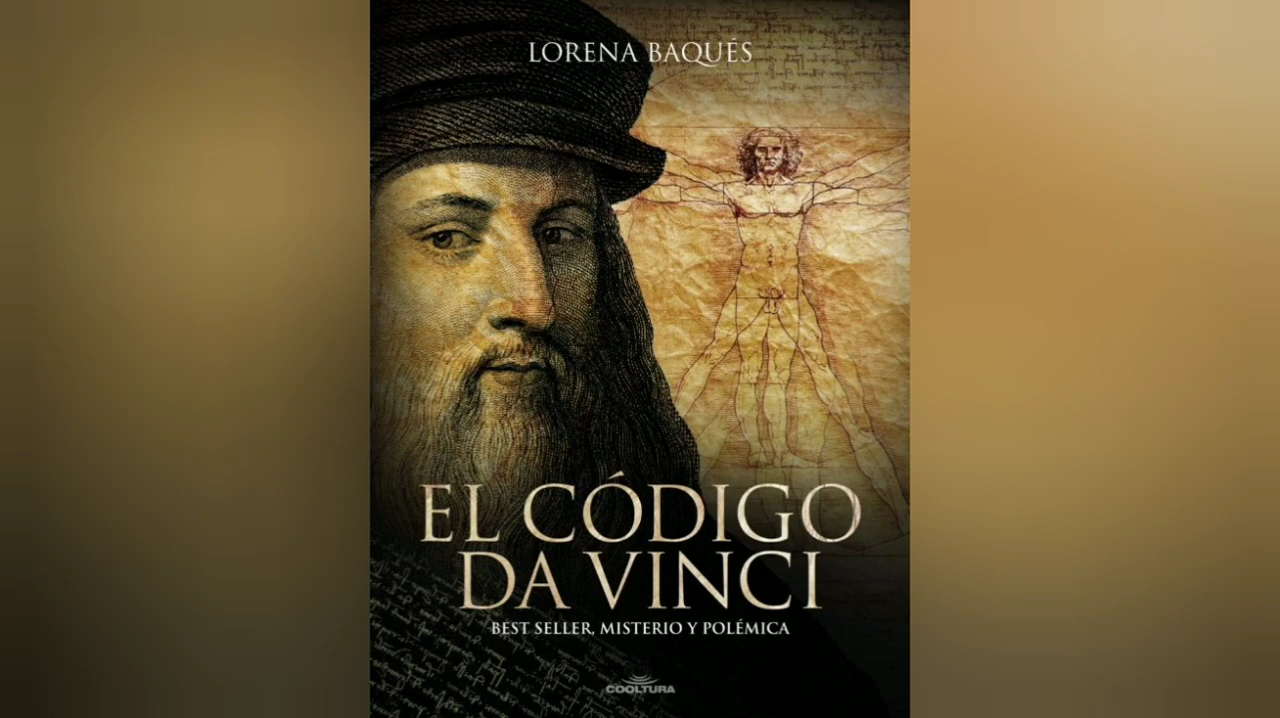 LORENA BAQUÉS
EL CÓDIGO
DA VINCI
BEST SELLER, MISTERIO Y POLÉMICA
COOLTURA